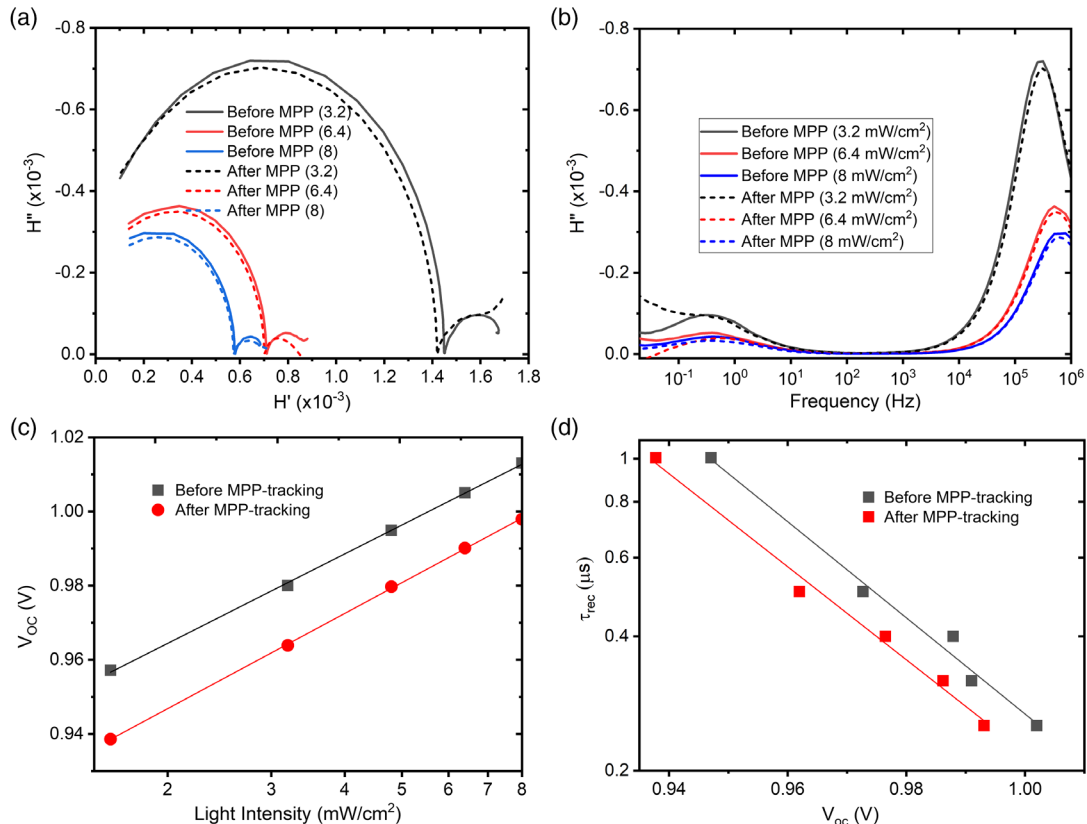 (a)
-0.8
-0.6
-0.4
-0.2
0.0
H" (x10⁻³)
Before MPP (3.2)
Before MPP (6.4)
Before MPP (8)
After MPP (3.2)
After MPP (6.4)
After MPP (8)
0.0 0.2 0.4 0.6 0.8 1.0 1.2 1.4 1.6 1.8
H' (x10⁻³)
(b)
-0.8
-0.6
-0.4
-0.2
0.0
H" (x10⁻³)
Before MPP (3.2 mW/cm²)
Before MPP (6.4 mW/cm²)
Before MPP (8 mW/cm²)
After MPP (3.2 mW/cm²)
After MPP (6.4 mW/cm²)
After MPP (8 mW/cm²)
10⁻¹ 10⁰ 10¹ 10² 10³ 10⁴ 10⁵ 10⁶
Frequency (Hz)
(c)
1.02
1.00
0.98
0.96
0.94
V_OC (V)
Before MPP-tracking
After MPP-tracking
2 3 4 5 6 7 8
Light Intensity (mW/cm²)
(d)
1
0.8
0.6
0.4
0.2
τ_rec (μs)
Before MPP-tracking
After MPP-tracking
0.94 0.96 0.98 1.00
V_oc (V)